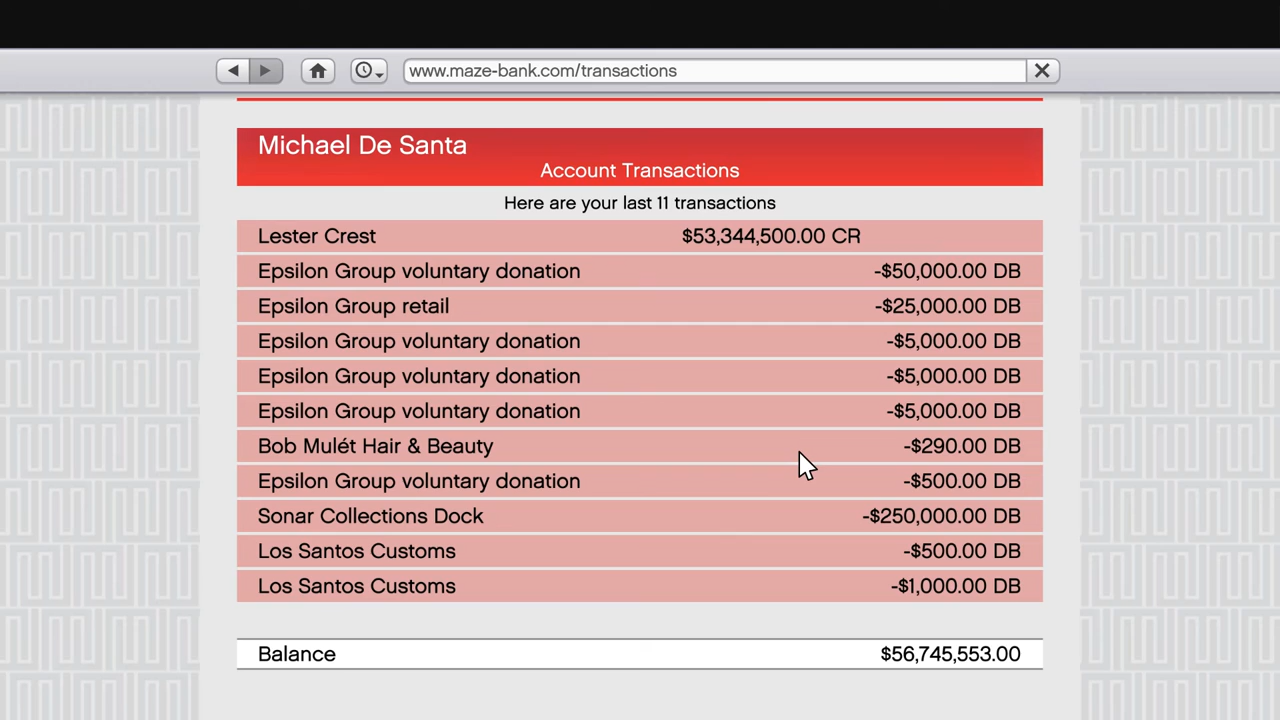 www.maze-bank.com/transactions
Michael De Santa
Account Transactions
Here are your last 11 transactions
Lester Crest $53,344,500.00 CR
Epsilon Group voluntary donation -$50,000.00 DB
Epsilon Group retail -$25,000.00 DB
Epsilon Group voluntary donation -$5,000.00 DB
Epsilon Group voluntary donation -$5,000.00 DB
Epsilon Group voluntary donation -$5,000.00 DB
Bob Mulét Hair & Beauty -$290.00 DB
Epsilon Group voluntary donation -$500.00 DB
Sonar Collections Dock -$250,000.00 DB
Los Santos Customs -$500.00 DB
Los Santos Customs -$1,000.00 DB
Balance $56,745,553.00